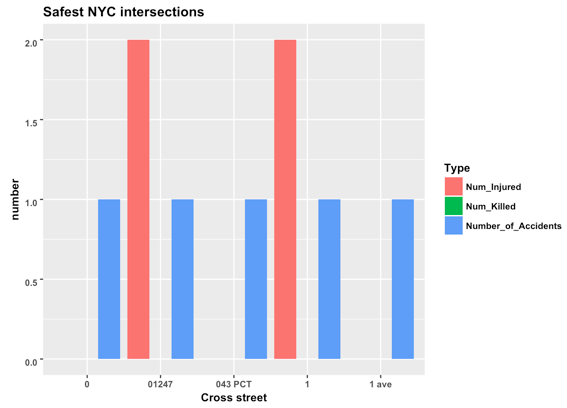 Safest NYC intersections
2.0
1.5
1.0
0.5
0.0
number
0 01247 043 PCT 1 1 ave
Cross street
Type
Num_Injured
Num_Killed
Number_of_Accidents